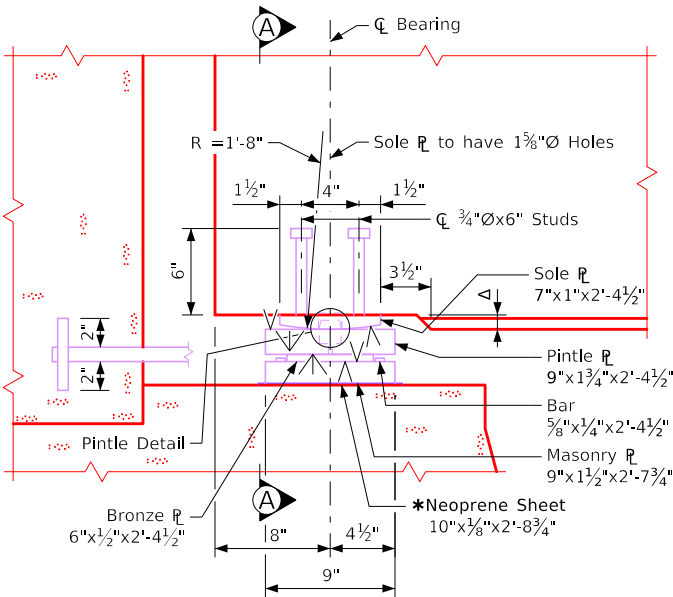 A
℄ Bearing
R =1'-8"
Sole ℙ to have 1⅝"Ø Holes
1½"
4"
1½"
℄ ¾"Øx6" Studs
6"
3½"
Δ
Sole ℙ
7"x1"x2'-4½"
2"
2"
Pintle ℙ
9"x1¾"x2'-4½"
Bar
⅝"x¼"x2'-4½"
Pintle Detail
Masonry ℙ
9"x1½"x2'-7¾"
A
*Neoprene Sheet
10"x⅛"x2'-8¾"
Bronze ℙ
6"x½"x2'-4½"
8"
4½"
9"